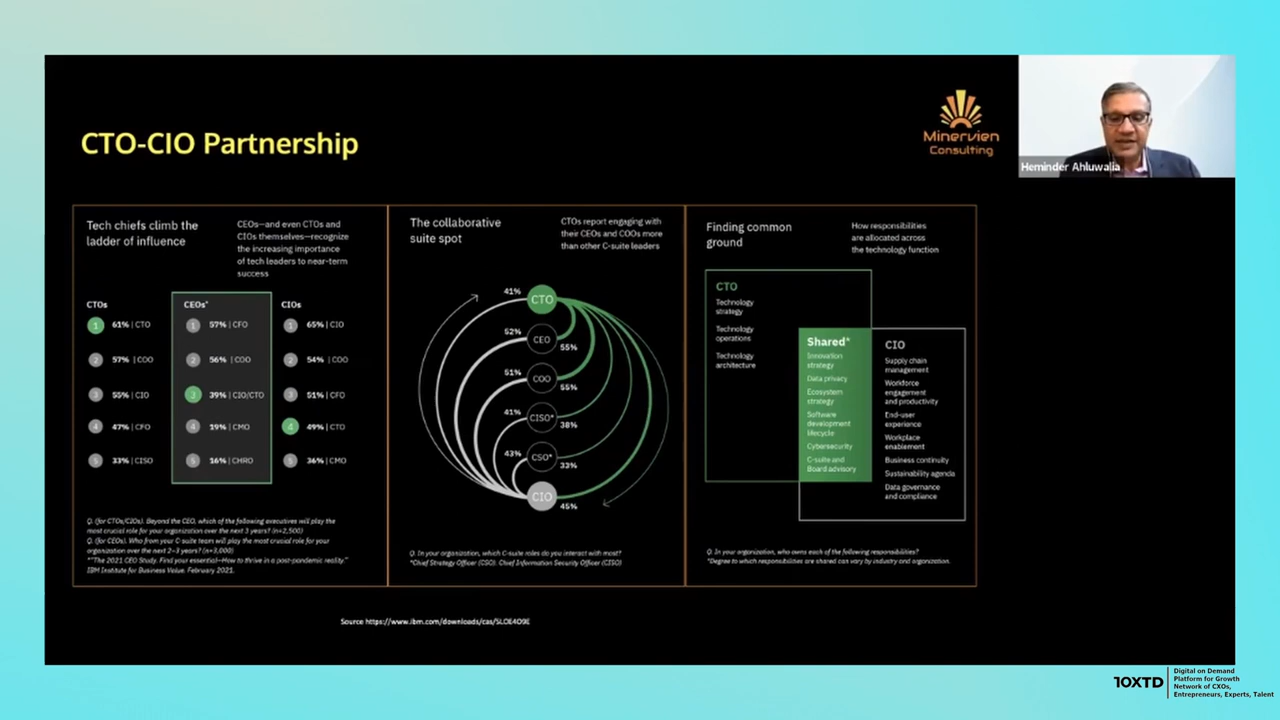 CTO-CIO Partnership
Minervien
Consulting
Heminder Ahluwalia
Tech chiefs climb the
ladder of influence
CEOs—and even CTOs and
CIOs themselves—recognize
the increasing importance
of tech leaders to near-term
success
CTOs
1 61% | CTO
2 57% | COO
3 55% | CIO
4 47% | CFO
5 33% | CISO
CEOs*
1 57% | CFO
2 56% | COO
3 39% | CIO/CTO
4 19% | CMO
5 16% | CHRO
CIOs
1 65% | CIO
2 54% | COO
3 51% | CFO
4 49% | CTO
5 36% | CMO
Q. (for CTOs/CIOs). Beyond the CEO, which of the following executives will play the
most crucial role for your organization over the next 3 years? (n=2,500)
Q. (for CEOs). Who from your C-suite team will play the most crucial role for your
organization over the next 2–3 years? (n=3,000)
*"The 2021 CEO Study. Find your essential—How to thrive in a post-pandemic reality."
IBM Institute for Business Value. February 2021.
The collaborative
suite spot
CTOs report engaging with
their CEOs and COOs more
than other C-suite leaders
41% CTO
52% CEO 55%
51% COO 55%
41% CISO* 38%
43% CSO* 33%
CIO 45%
Q. In your organization, which C-suite roles do you interact with most?
*Chief Strategy Officer (CSO). Chief Information Security Officer (CISO)
Finding common
ground
How responsibilities
are allocated across
the technology function
CTO
Technology
strategy
Technology
operations
Technology
architecture
Shared*
Innovation
strategy
Data privacy
Ecosystem
strategy
Software
development
lifecycle
Cybersecurity
C-suite and
Board advisory
CIO
Supply chain
management
Workforce
engagement
and productivity
End-user
experience
Workplace
enablement
Business continuity
Sustainability agenda
Data governance
and compliance
Q. In your organization, who owns each of the following responsibilities?
*Degree to which responsibilities are shared can vary by industry and organization.
Source https://www.ibm.com/downloads/cas/SLOE4O9E
10XTD
Digital on Demand
Platform for Growth
Network of CXOs,
Entrepreneurs, Experts, Talent